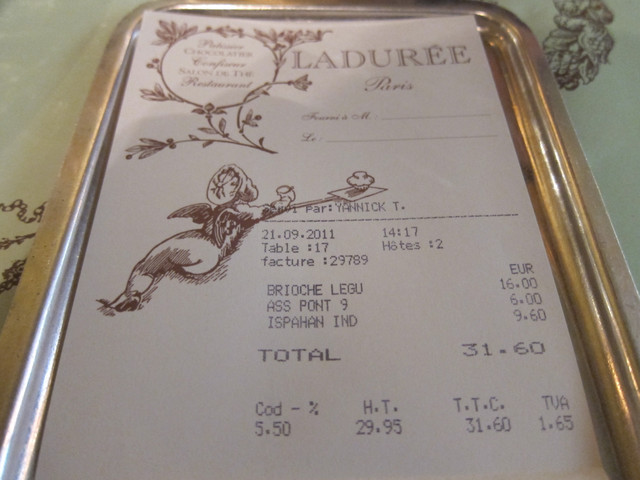 Pâtissier
CHOCOLATIER
Confiseur
SALON DE THÉ
Restaurant
LADURÉE
Paris
Fourni à M :
Le :
par:YANNICK T.
21.09.2011 14:17
Table :17 Hôtes :2
facture :29789
EUR
BRIOCHE LEGU 16.00
ASS PONT 9 6.00
ISPAHAN IND 9.60
TOTAL 31.60
Cod - % H.T. T.T.C. TVA
5.50 29.95 31.60 1.65